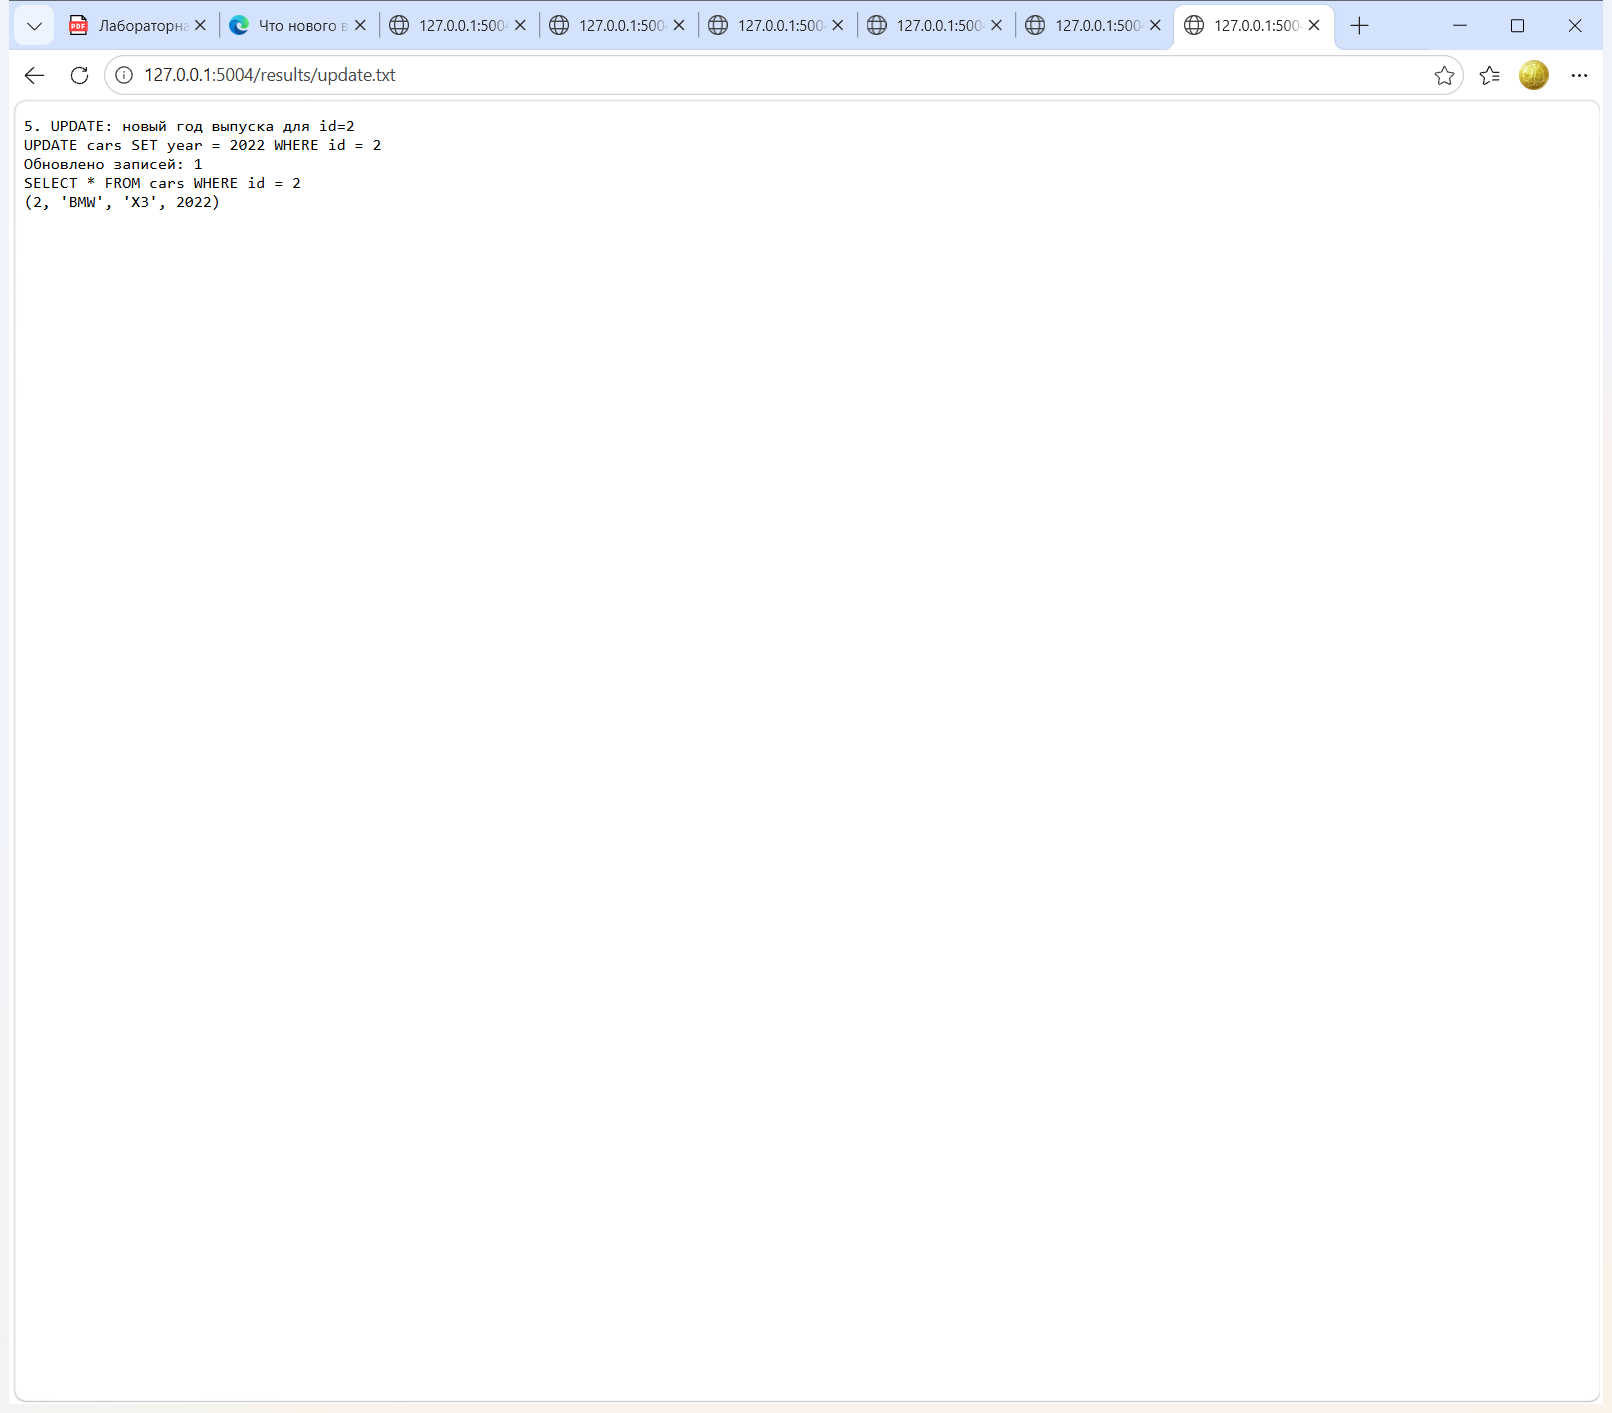 Лабораторна
Что нового в
127.0.0.1:500
127.0.0.1:500
127.0.0.1:500
127.0.0.1:500
127.0.0.1:500
127.0.0.1:500
127.0.0.1:5004/results/update.txt
5. UPDATE: новый год выпуска для id=2
UPDATE cars SET year = 2022 WHERE id = 2
Обновлено записей: 1
SELECT * FROM cars WHERE id = 2
(2, 'BMW', 'X3', 2022)